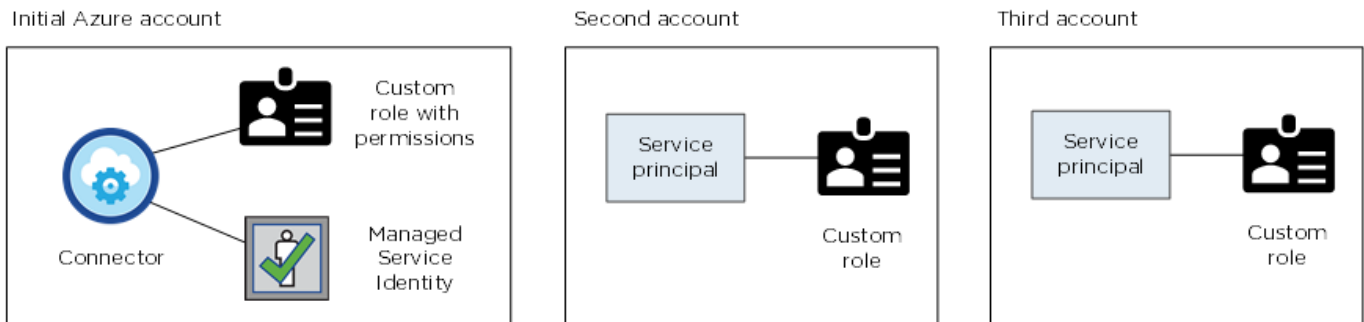 Initial Azure account
Custom
role with
permissions
Connector
Managed
Service
Identity
Second account
Service
principal
Custom
role
Third account
Service
principal
Custom
role